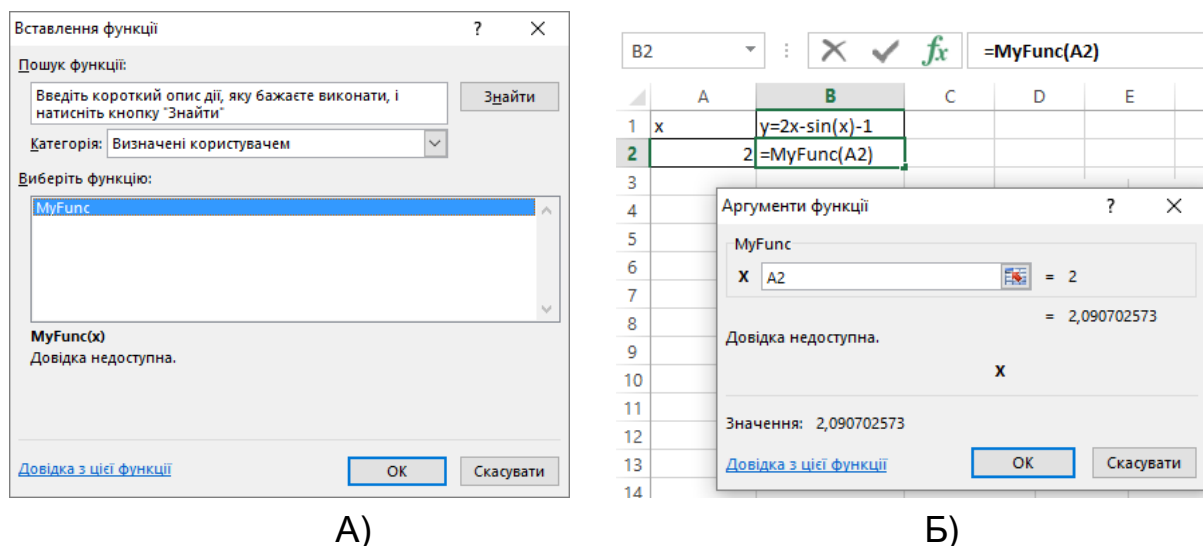 Вставлення функції
?
Пошук функції:
Введіть короткий опис дії, яку бажаєте виконати, і
натисніть кнопку "Знайти"
Знайти
Категорія:
Визначені користувачем
Виберіть функцію:
MyFunc
MyFunc(x)
Довідка недоступна.
Довідка з цієї функції
OK
Скасувати
А)
B2
fx
=MyFunc(A2)
A B C D E
1 x y=2x-sin(x)-1
2 2 =MyFunc(A2)
3
4
5
6
7
8
9
10
11
12
13
14
Аргументи функції
?
MyFunc
X A2 = 2
= 2,090702573
Довідка недоступна.
X
Значення: 2,090702573
Довідка з цієї функції
OK
Скасувати
Б)